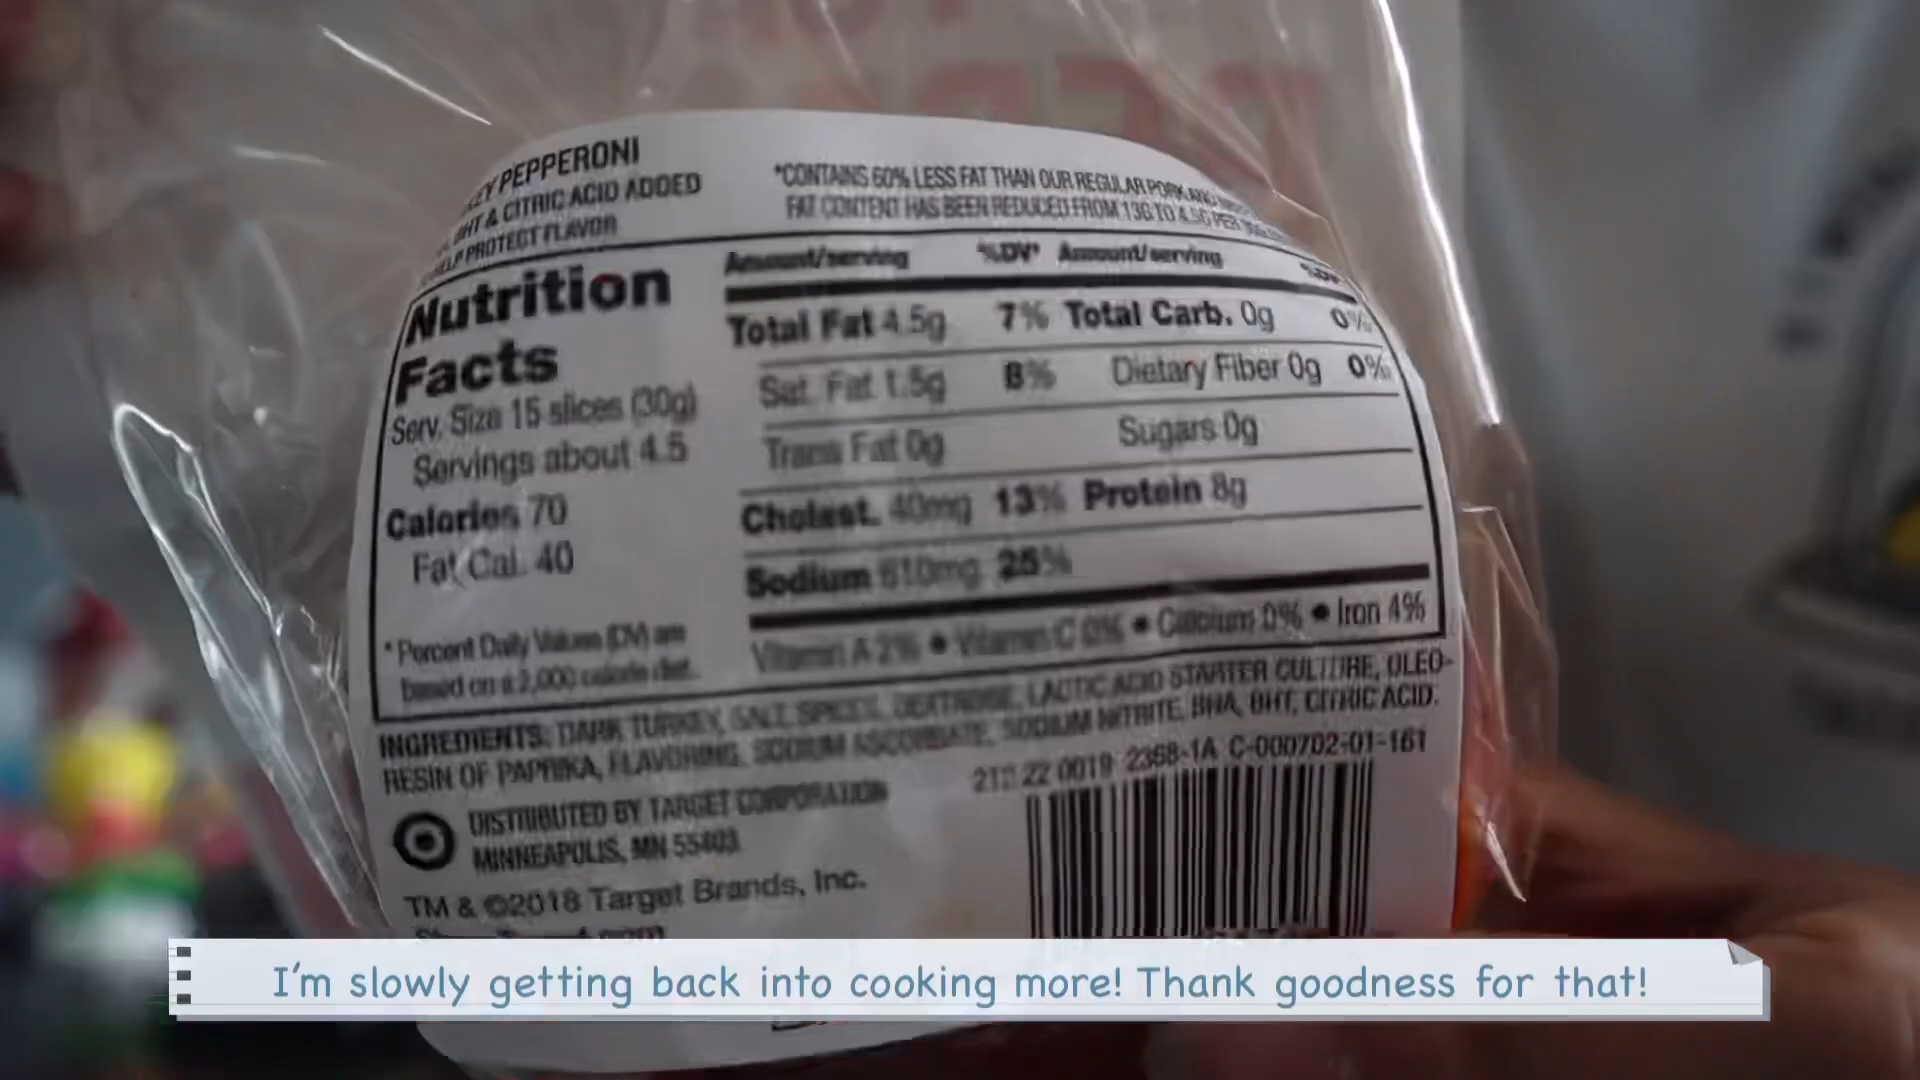 PEPPERONI
& CITRIC ACID ADDED
PROTECT FLAVOR
*CONTAINS 60% LESS FAT THAN OUR REGULAR PORK AND
FAT CONTENT HAS BEEN REDUCED FROM 13G TO 4.5G PER
Nutrition
Facts
Serv. Size 15 slices (30g)
Servings about 4.5
Calories 70
Fat Cal. 40
* Percent Daily Values (DV) are
based on a 2,000 calorie diet.
Amount/serving %DV* Amount/serving %DV*
Total Fat 4.5g 7% Total Carb. 0g 0%
Sat. Fat 1.5g 8% Dietary Fiber 0g 0%
Trans Fat 0g Sugars 0g
Cholest. 40mg 13% Protein 8g
Sodium 610mg 25%
Vitamin A 2% • Vitamin C 0% • Calcium 0% • Iron 4%
INGREDIENTS: DARK TURKEY, SALT, SPICES, DEXTROSE, LACTIC ACID STARTER CULTURE, OLEO-
RESIN OF PAPRIKA, FLAVORING, SODIUM ASCORBATE, SODIUM NITRITE, BHA, BHT, CITRIC ACID.
22 0019 2368-1A C-000702-01-161
DISTRIBUTED BY TARGET CORPORATION
MINNEAPOLIS, MN 55403
TM & ©2018 Target Brands, Inc.
I'm slowly getting back into cooking more! Thank goodness for that!